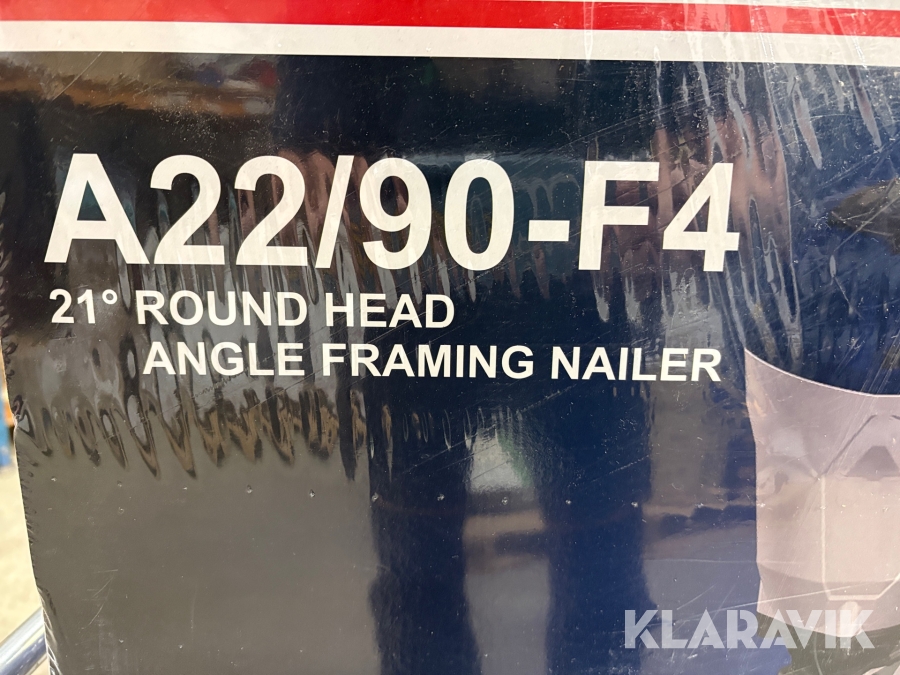 A22/90-F4
21° ROUND HEAD
ANGLE FRAMING NAILER
KLARAVIK